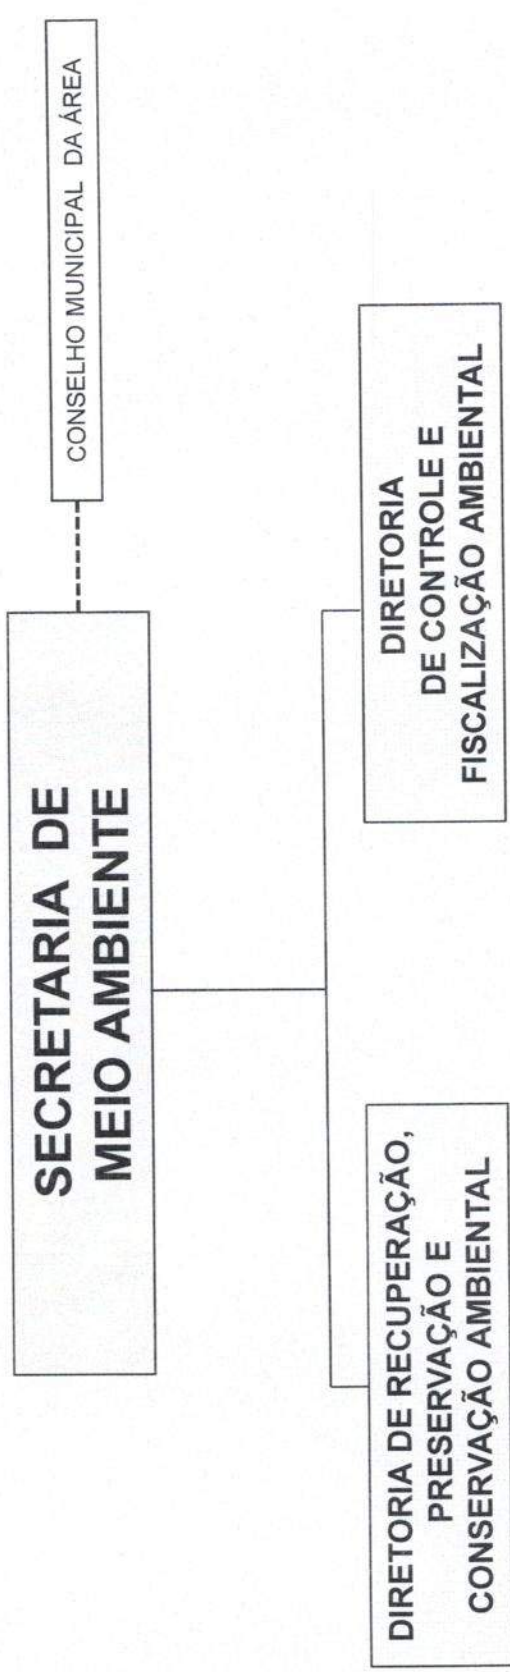 CONSELHO MUNICIPAL DA ÁREA
SECRETARIA DE
MEIO AMBIENTE
DIRETORIA DE RECUPERAÇÃO,
PRESERVAÇÃO E
CONSERVAÇÃO AMBIENTAL
DIRETORIA
DE CONTROLE E
FISCALIZAÇÃO AMBIENTAL